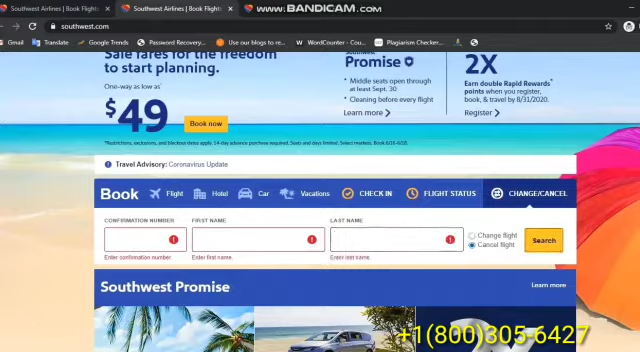 Southwest Airlines | Book Flights
Southwest Airlines | Book Flights
www.BANDICAM.com
southwest.com
Gmail
Translate
Google Trends
Password Recovery...
Use our blogs to re...
WordCounter - Cou...
Plagiarism Checker...
Safe fares for the freedom
to start planning.
One-way as low as*
$49
Book now
Southwest
Promise
* Middle seats open through
at least Sept. 30
* Cleaning before every flight
Learn more
2X
Earn double Rapid Rewards*
points when you register,
book, & travel by 8/31/2020.
Register
*Restrictions, exclusions, and blackout dates apply. 14-day advance purchase required. Seats and days limited. Select markets. Book 6/16-6/18.
Travel Advisory: Coronavirus Update
Book
Flight
Hotel
Car
Vacations
CHECK IN
FLIGHT STATUS
CHANGE/CANCEL
CONFIRMATION NUMBER
FIRST NAME
LAST NAME
Change flight
Cancel flight
Search
Enter confirmation number.
Enter first name.
Enter last name.
Southwest Promise
Learn more
+1(800)305-6427